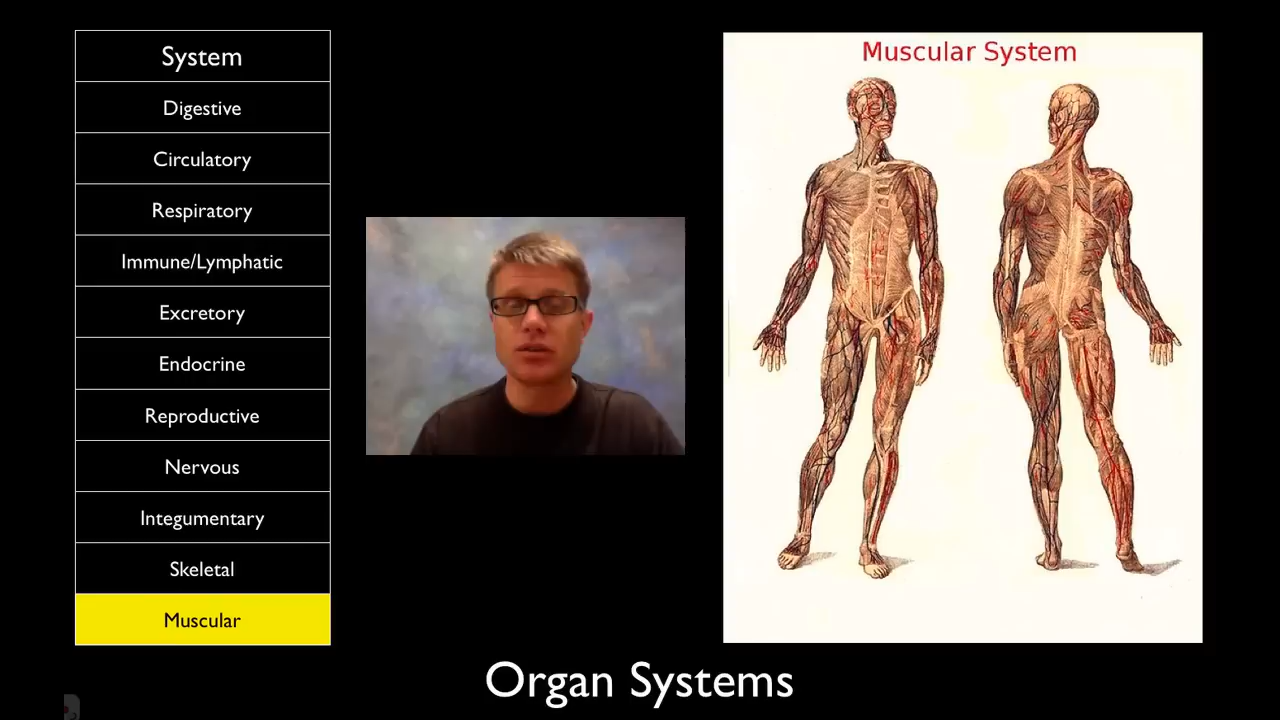 System
Digestive
Circulatory
Respiratory
Immune/Lymphatic
Excretory
Endocrine
Reproductive
Nervous
Integumentary
Skeletal
Muscular
Muscular System
Organ Systems